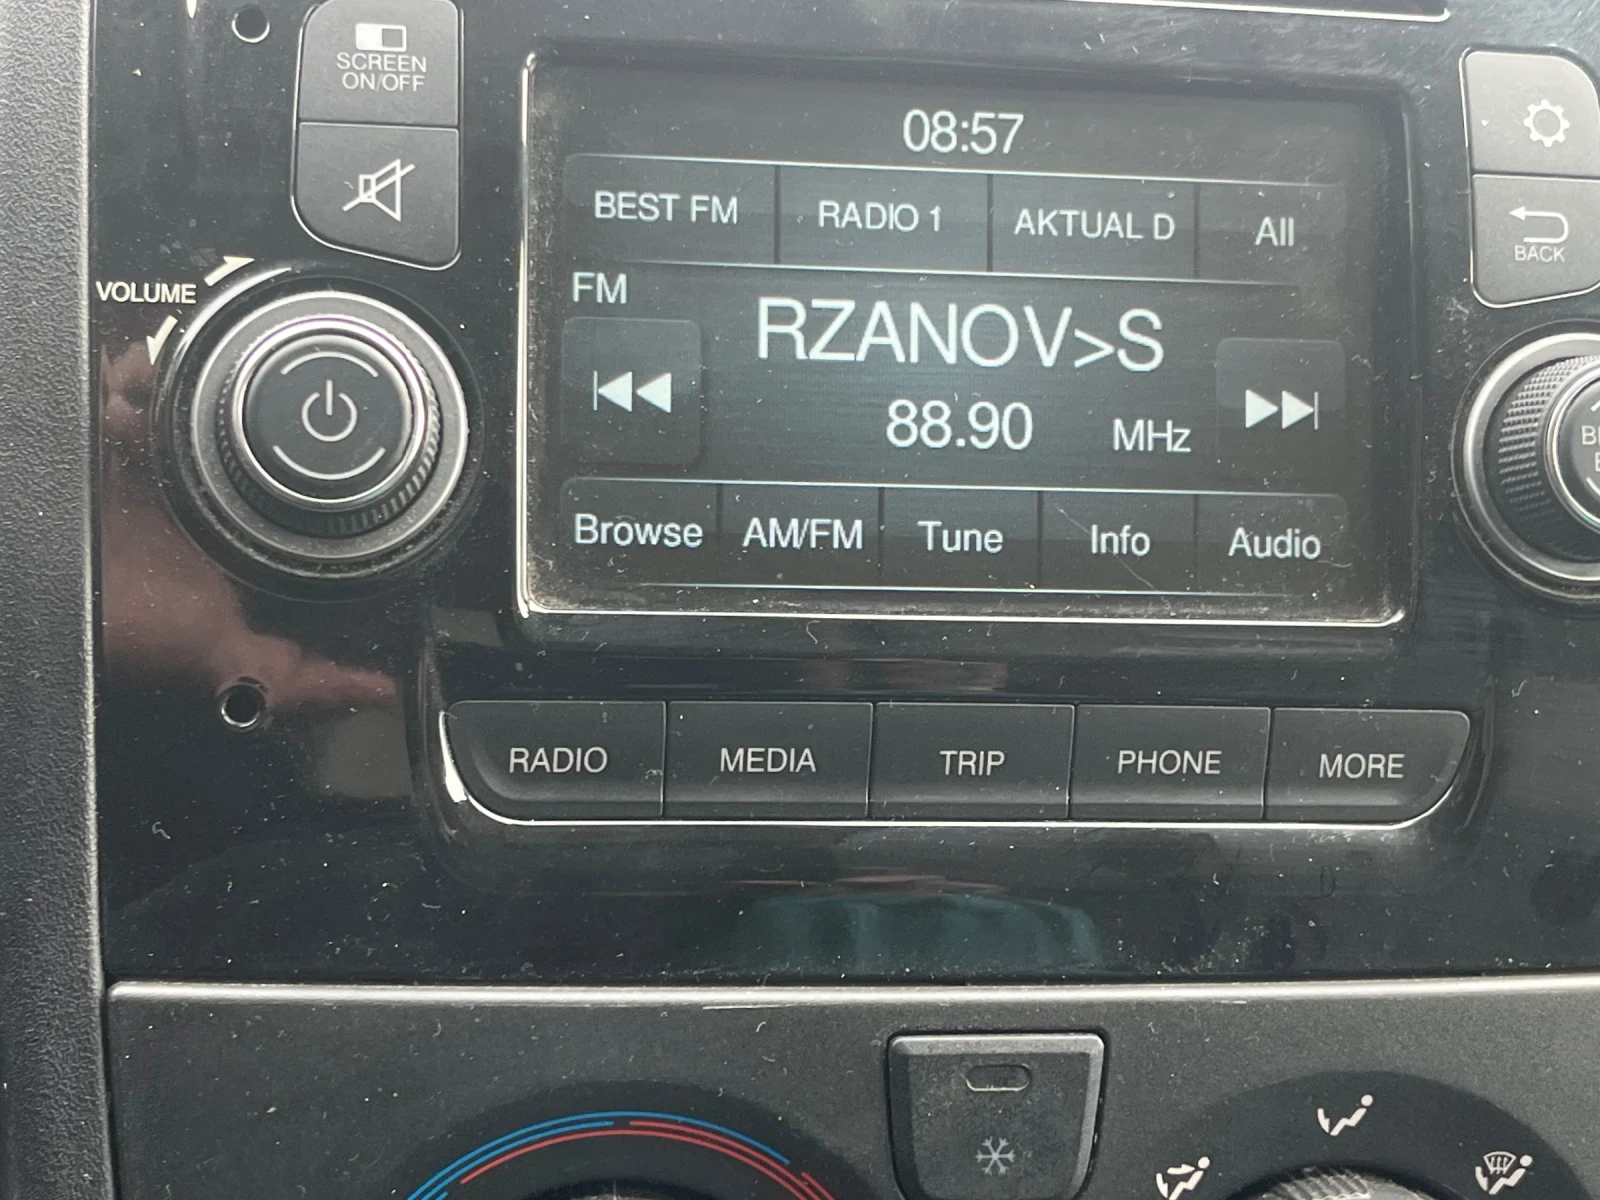 SCREEN
ON/OFF
VOLUME
08:57
BEST FM RADIO 1 AKTUAL D All
FM
RZANOV>S
88.90 MHz
Browse AM/FM Tune Info Audio
BACK
RADIO MEDIA TRIP PHONE MORE